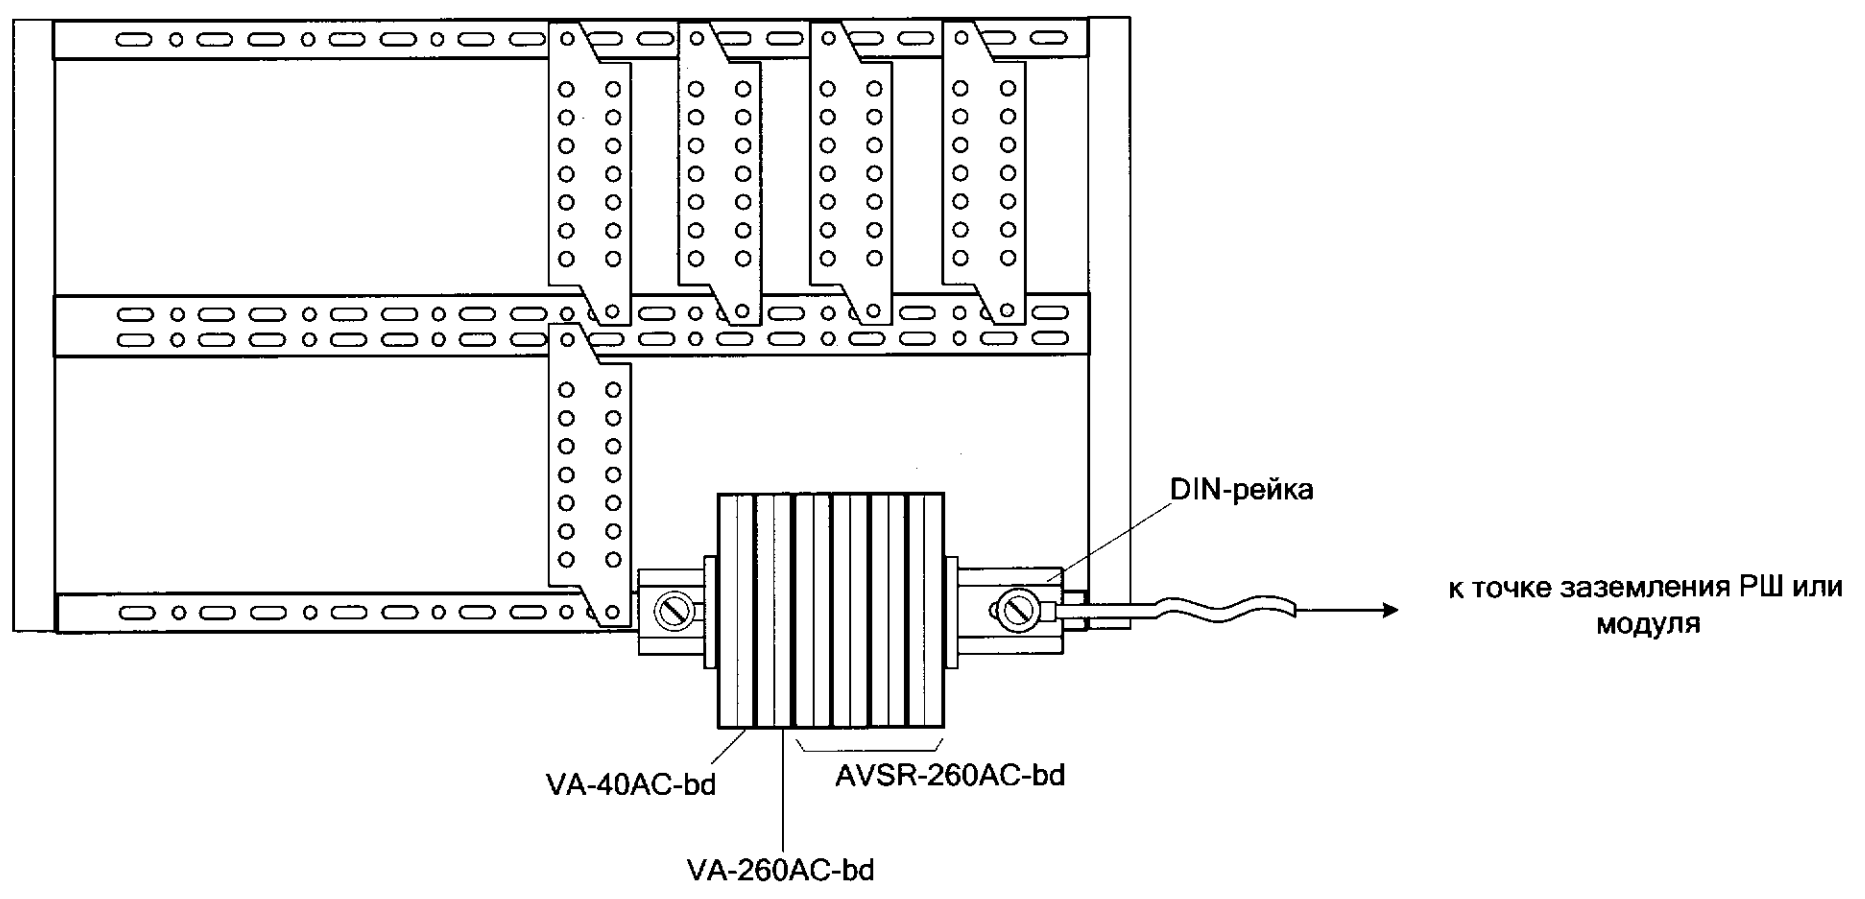 DIN-рейка
к точке заземления РШ или
модуля
VA-40AC-bd
AVSR-260AC-bd
VA-260AC-bd